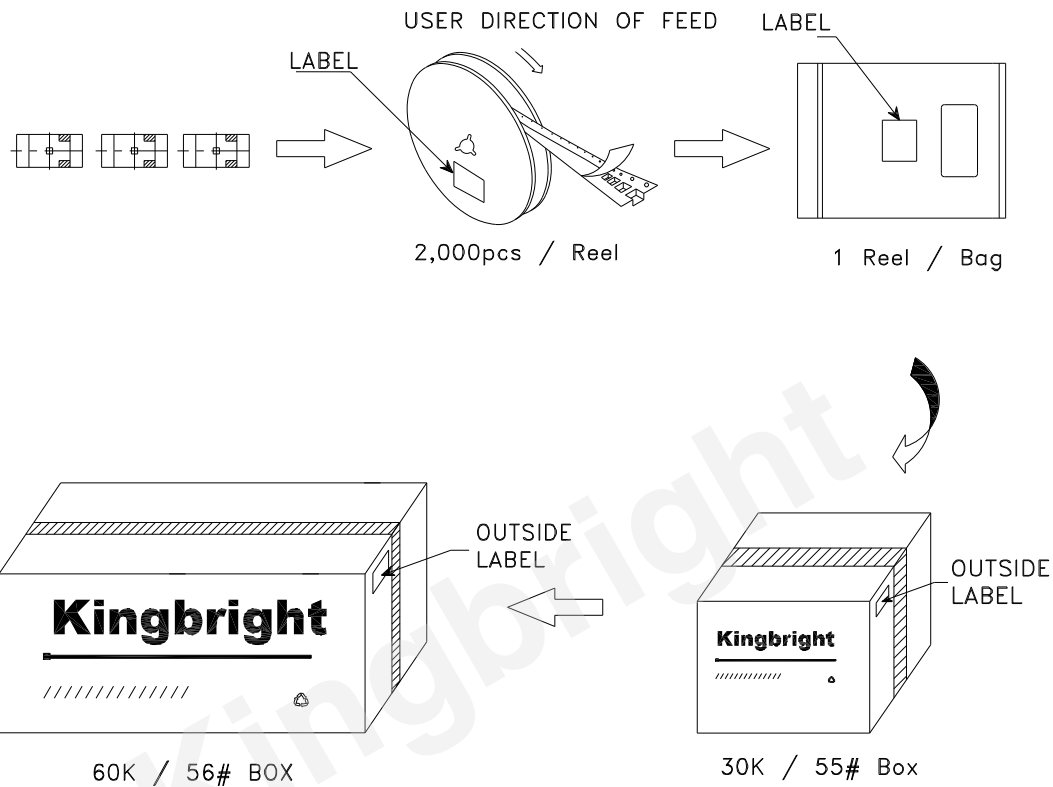 USER DIRECTION OF FEED
LABEL
LABEL
2,000pcs / Reel
1 Reel / Bag
OUTSIDE
LABEL
Kingbright
60K / 56# BOX
OUTSIDE
LABEL
Kingbright
30K / 55# Box
Kingbright